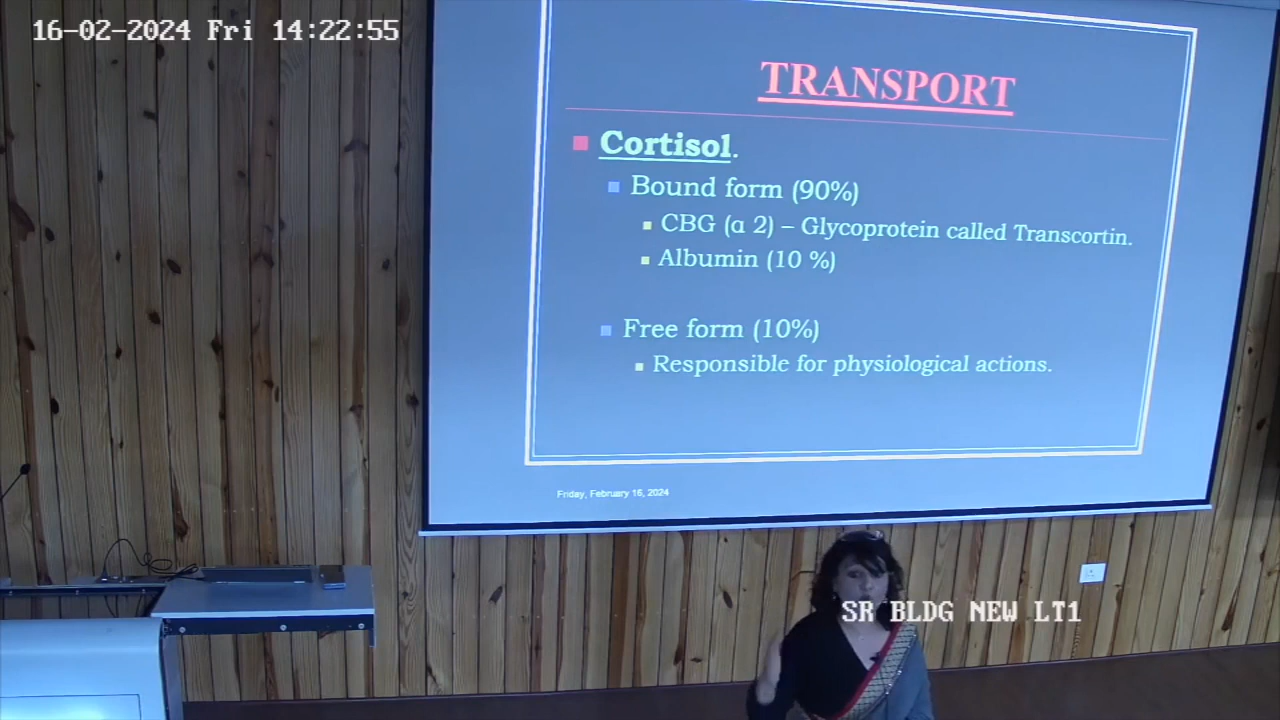 16-02-2024 Fri 14:22:55
TRANSPORT
Cortisol.
Bound form (90%)
CBG (α 2) – Glycoprotein called Transcortin.
Albumin (10 %)
Free form (10%)
Responsible for physiological actions.
Friday, February 16, 2024
SR BLDG NEW LT1